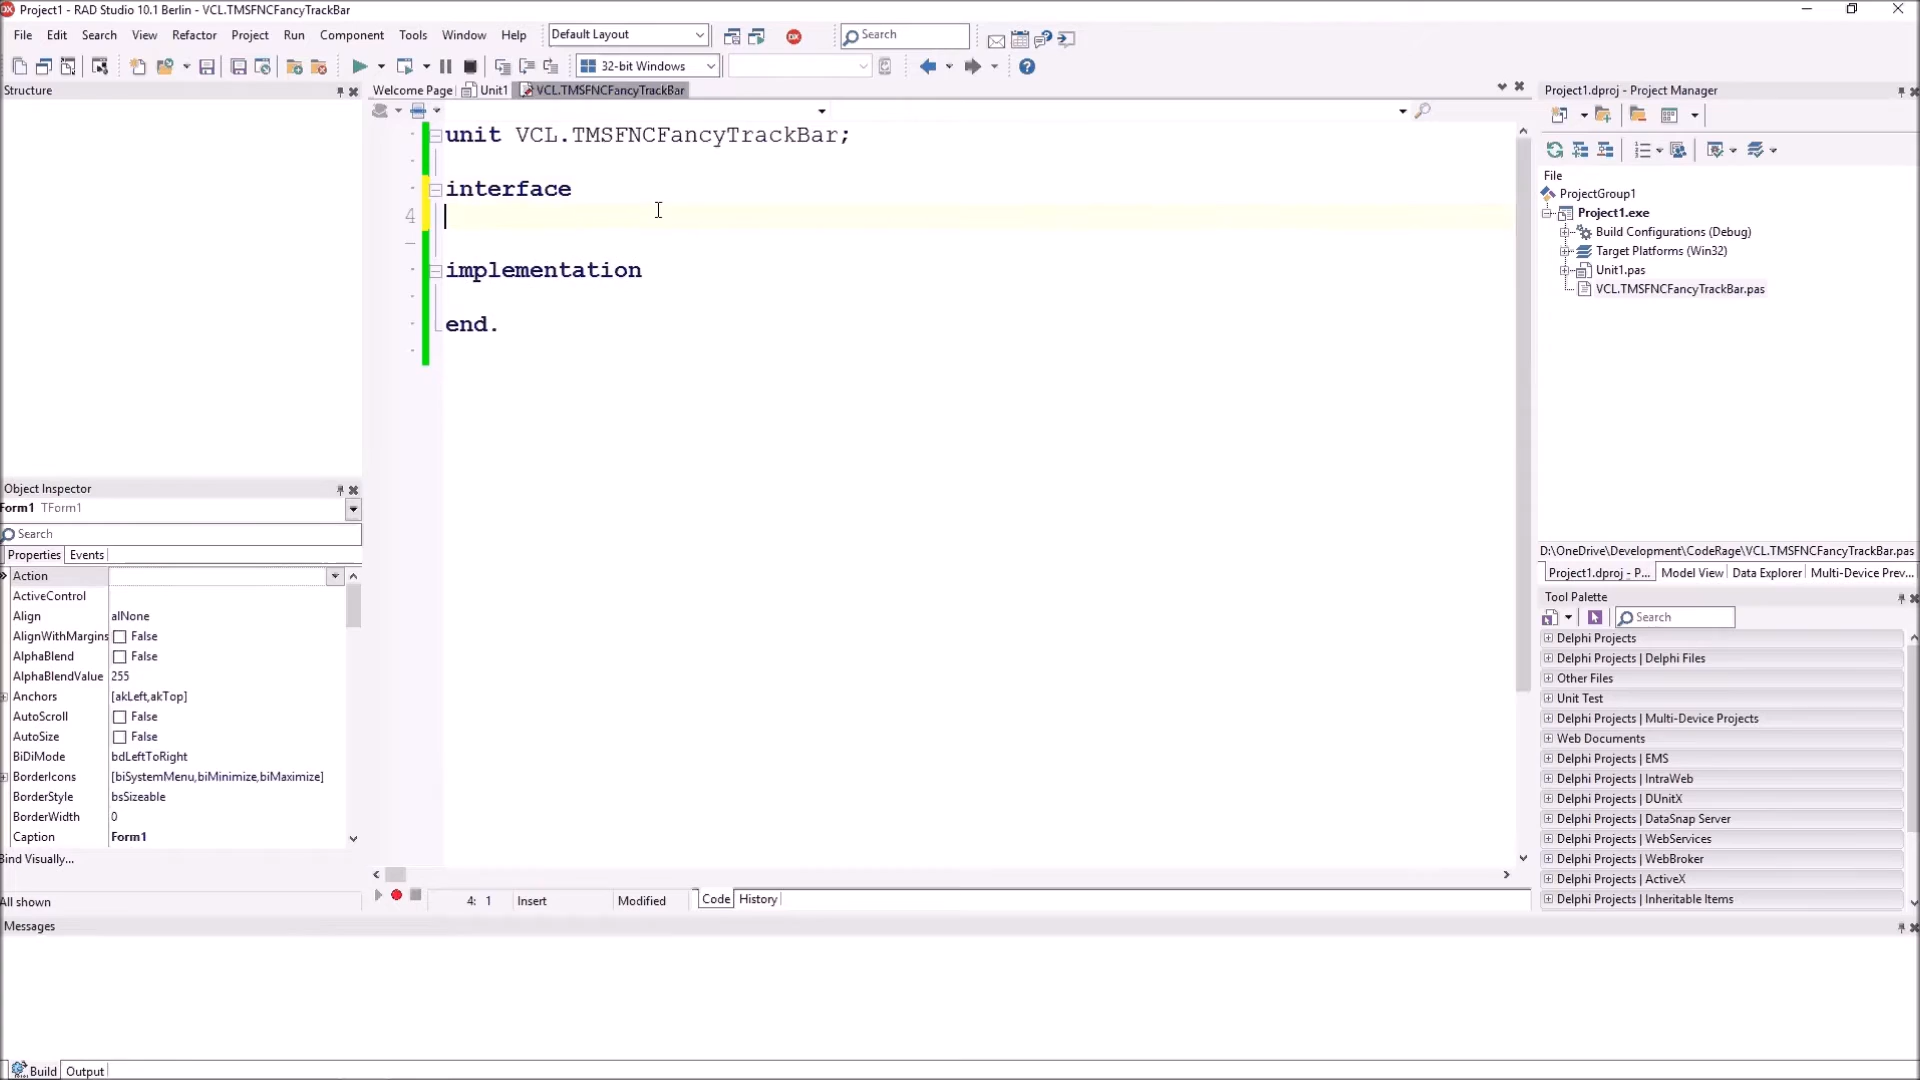 Project1 - RAD Studio 10.1 Berlin - VCL.TMSFNCFancyTrackBar
File Edit Search View Refactor Project Run Component Tools Window Help Default Layout Search
32-bit Windows
Structure
Welcome Page Unit1 VCL.TMSFNCFancyTrackBar
unit VCL.TMSFNCFancyTrackBar;
interface
4
implementation
end.
Object Inspector
Form1 TForm1
Search
Properties Events
Action
ActiveControl
Align alNone
AlignWithMargins False
AlphaBlend False
AlphaBlendValue 255
Anchors [akLeft,akTop]
AutoScroll False
AutoSize False
BiDiMode bdLeftToRight
BorderIcons [biSystemMenu,biMinimize,biMaximize]
BorderStyle bsSizeable
BorderWidth 0
Caption Form1
Bind Visually...
All shown
4: 1 Insert Modified Code History
Project1.dproj - Project Manager
File
ProjectGroup1
Project1.exe
Build Configurations (Debug)
Target Platforms (Win32)
Unit1.pas
VCL.TMSFNCFancyTrackBar.pas
D:\OneDrive\Development\CodeRage\VCL.TMSFNCFancyTrackBar.pas
Project1.dproj - P... Model View Data Explorer Multi-Device Prev...
Tool Palette
Search
Delphi Projects
Delphi Projects | Delphi Files
Other Files
Unit Test
Delphi Projects | Multi-Device Projects
Web Documents
Delphi Projects | EMS
Delphi Projects | IntraWeb
Delphi Projects | DUnitX
Delphi Projects | DataSnap Server
Delphi Projects | WebServices
Delphi Projects | WebBroker
Delphi Projects | ActiveX
Delphi Projects | Inheritable Items
Messages
Build Output